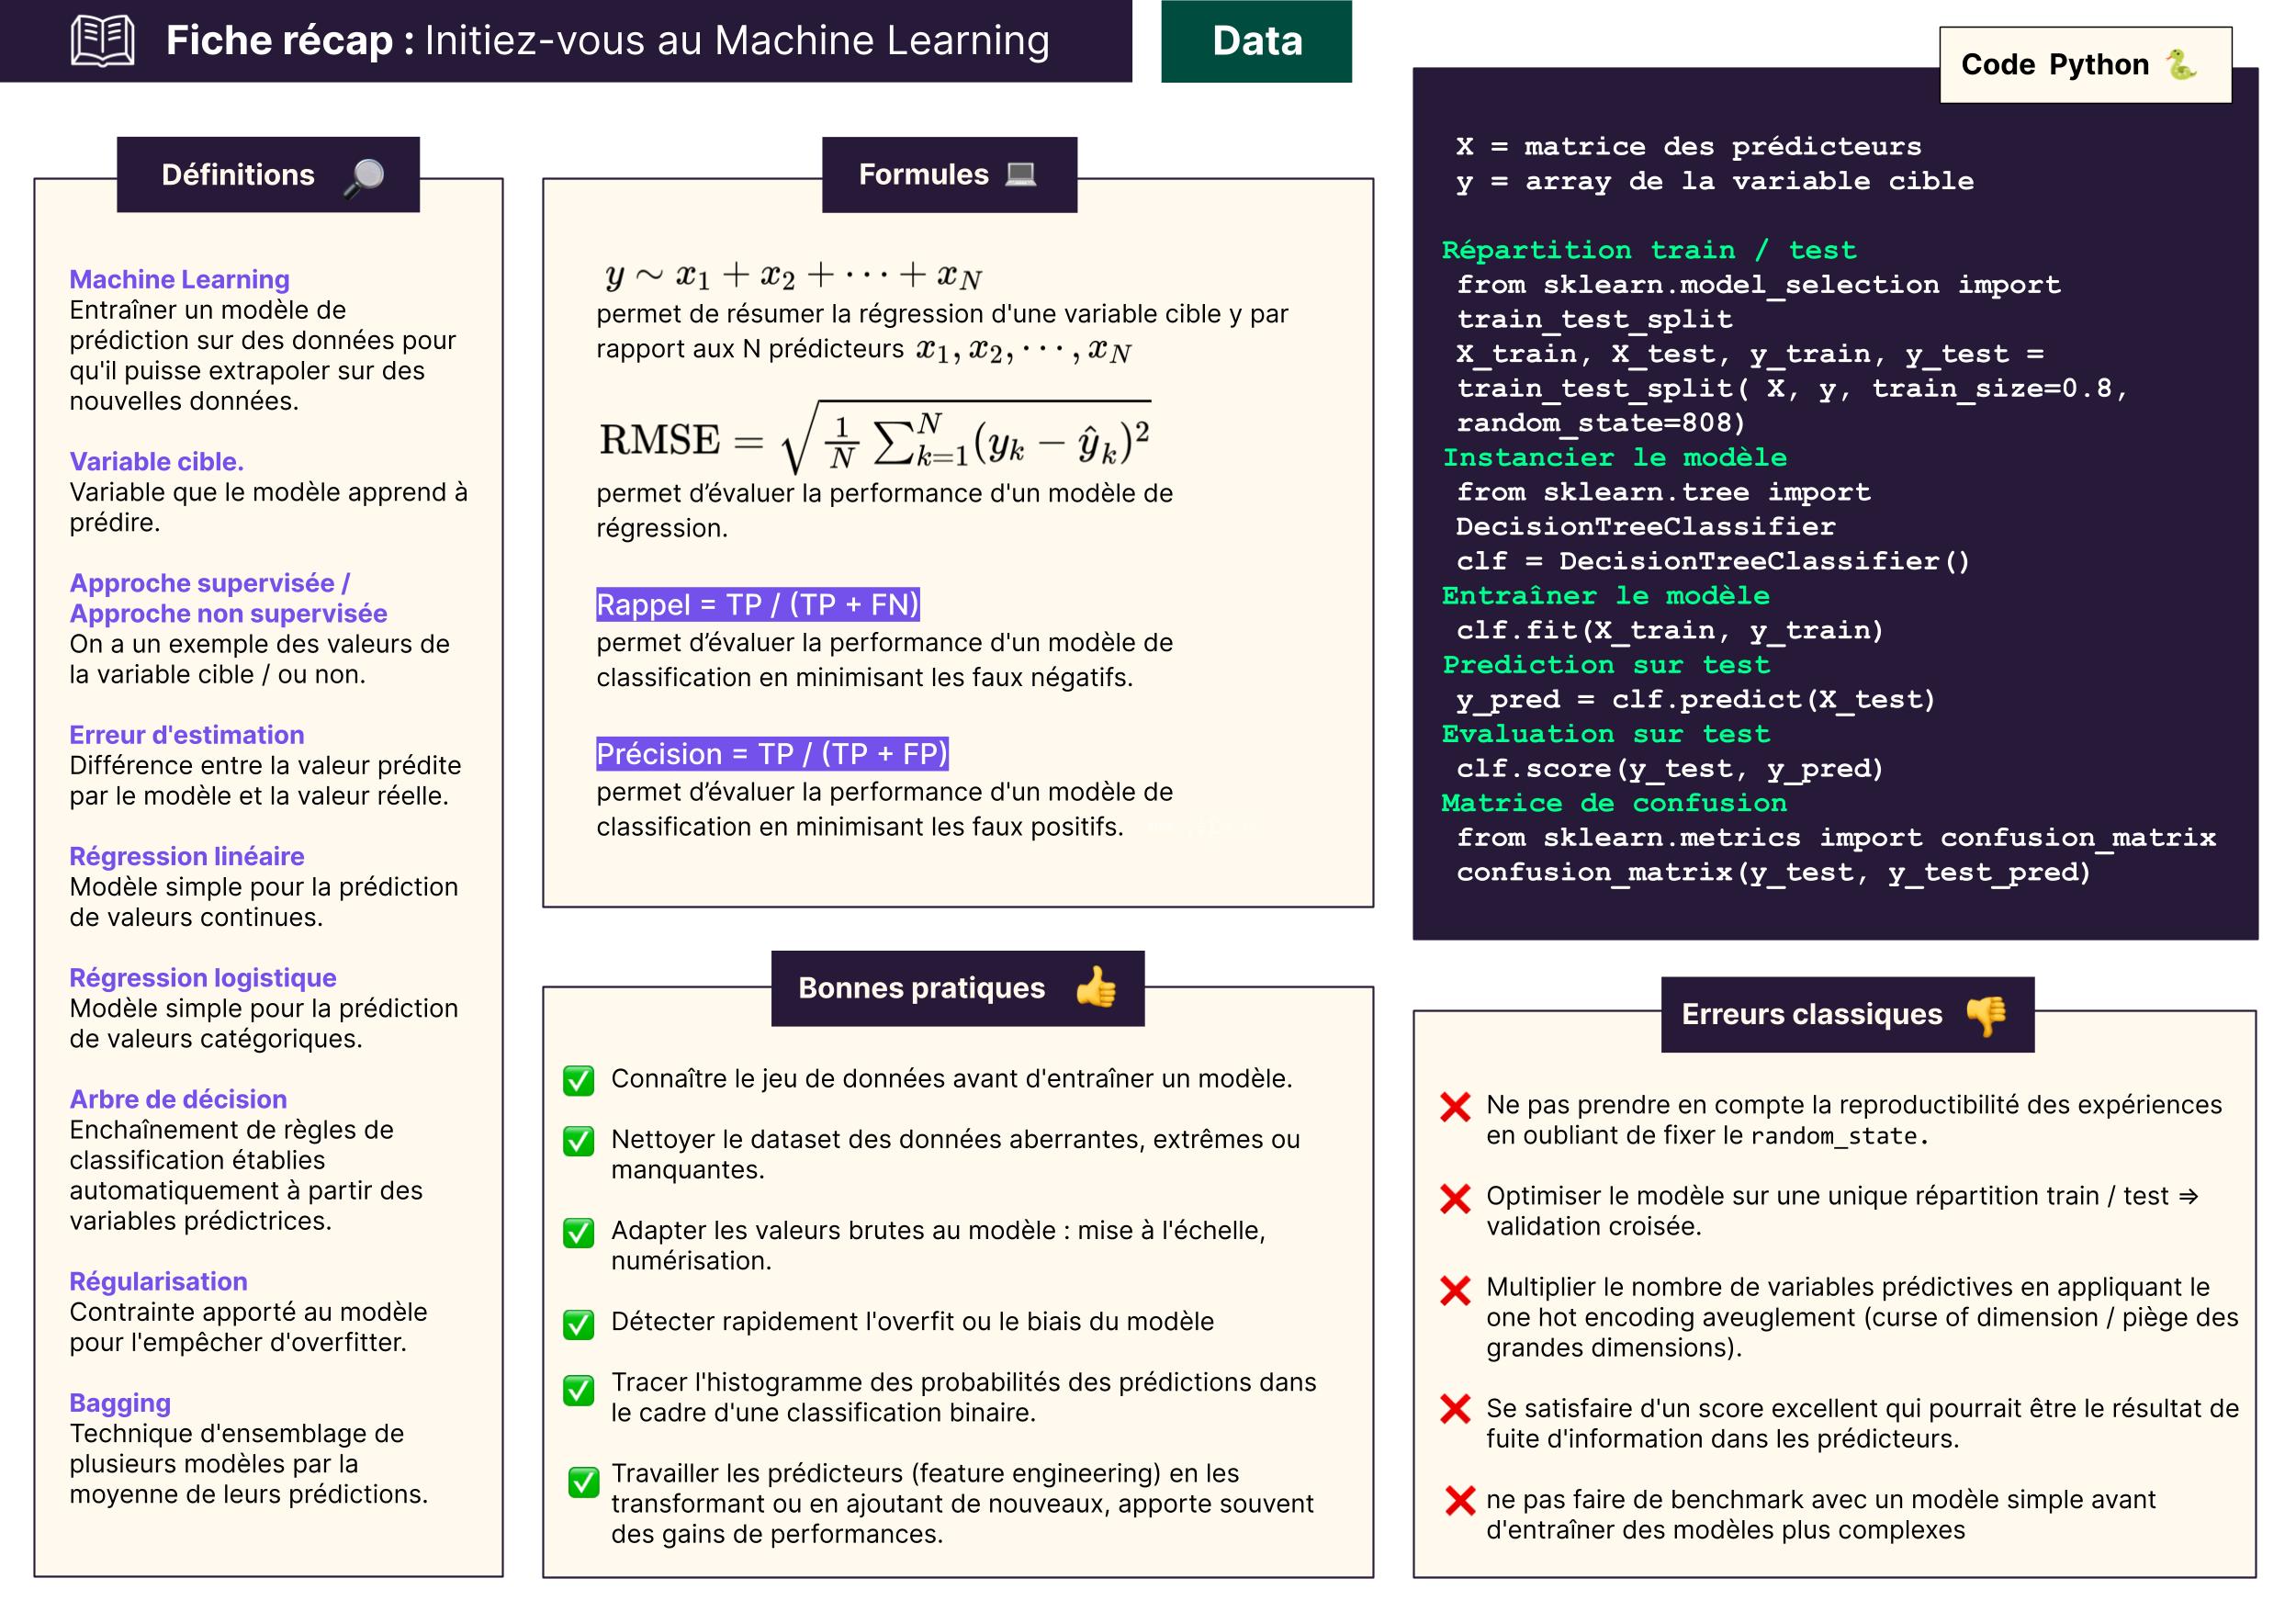 Fiche récap : Initiez-vous au Machine Learning
Data
Définitions
Machine Learning
Entraîner un modèle de
prédiction sur des données pour
qu'il puisse extrapoler sur des
nouvelles données.
Variable cible.
Variable que le modèle apprend à
prédire.
Approche supervisée /
Approche non supervisée
On a un exemple des valeurs de
la variable cible / ou non.
Erreur d'estimation
Différence entre la valeur prédite
par le modèle et la valeur réelle.
Régression linéaire
Modèle simple pour la prédiction
de valeurs continues.
Régression logistique
Modèle simple pour la prédiction
de valeurs catégoriques.
Arbre de décision
Enchaînement de règles de
classification établies
automatiquement à partir des
variables prédictrices.
Régularisation
Contrainte apporté au modèle
pour l'empêcher d'overfitter.
Bagging
Technique d'ensemblage de
plusieurs modèles par la
moyenne de leurs prédictions.
Formules
y ∼ x₁ + x₂ + ⋯ + x_N
permet de résumer la régression d'une variable cible y par
rapport aux N prédicteurs x₁, x₂, ⋯ , x_N
RMSE = √(1/N ∑_{k=1}^{N} (y_k − ŷ_k)²)
permet d’évaluer la performance d'un modèle de
régression.
Rappel = TP / (TP + FN)
permet d’évaluer la performance d'un modèle de
classification en minimisant les faux négatifs.
Précision = TP / (TP + FP)
permet d’évaluer la performance d'un modèle de
classification en minimisant les faux positifs.
Bonnes pratiques
Connaître le jeu de données avant d'entraîner un modèle.
Nettoyer le dataset des données aberrantes, extrêmes ou
manquantes.
Adapter les valeurs brutes au modèle : mise à l'échelle,
numérisation.
Détecter rapidement l'overfit ou le biais du modèle
Tracer l'histogramme des probabilités des prédictions dans
le cadre d'une classification binaire.
Travailler les prédicteurs (feature engineering) en les
transformant ou en ajoutant de nouveaux, apporte souvent
des gains de performances.
Code Python
X = matrice des prédicteurs
y = array de la variable cible
Répartition train / test
from sklearn.model_selection import
train_test_split
X_train, X_test, y_train, y_test =
train_test_split( X, y, train_size=0.8,
random_state=808)
Instancier le modèle
from sklearn.tree import
DecisionTreeClassifier
clf = DecisionTreeClassifier()
Entraîner le modèle
clf.fit(X_train, y_train)
Prediction sur test
y_pred = clf.predict(X_test)
Evaluation sur test
clf.score(y_test, y_pred)
Matrice de confusion
from sklearn.metrics import confusion_matrix
confusion_matrix(y_test, y_test_pred)
Erreurs classiques
Ne pas prendre en compte la reproductibilité des expériences
en oubliant de fixer le random_state.
Optimiser le modèle sur une unique répartition train / test ⇒
validation croisée.
Multiplier le nombre de variables prédictives en appliquant le
one hot encoding aveuglement (curse of dimension / piège des
grandes dimensions).
Se satisfaire d'un score excellent qui pourrait être le résultat de
fuite d'information dans les prédicteurs.
ne pas faire de benchmark avec un modèle simple avant
d'entraîner des modèles plus complexes